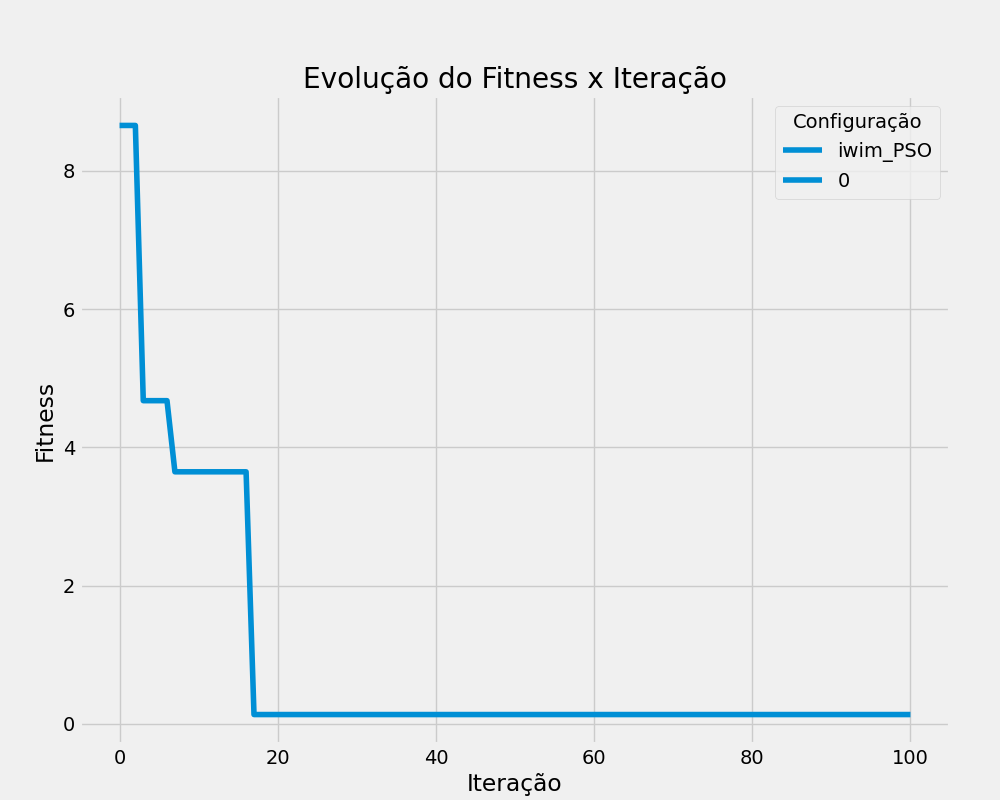 Evolução do Fitness x Iteração
Configuração
iwim_PSO
0
Fitness
8
6
4
2
0
0 20 40 60 80 100
Iteração